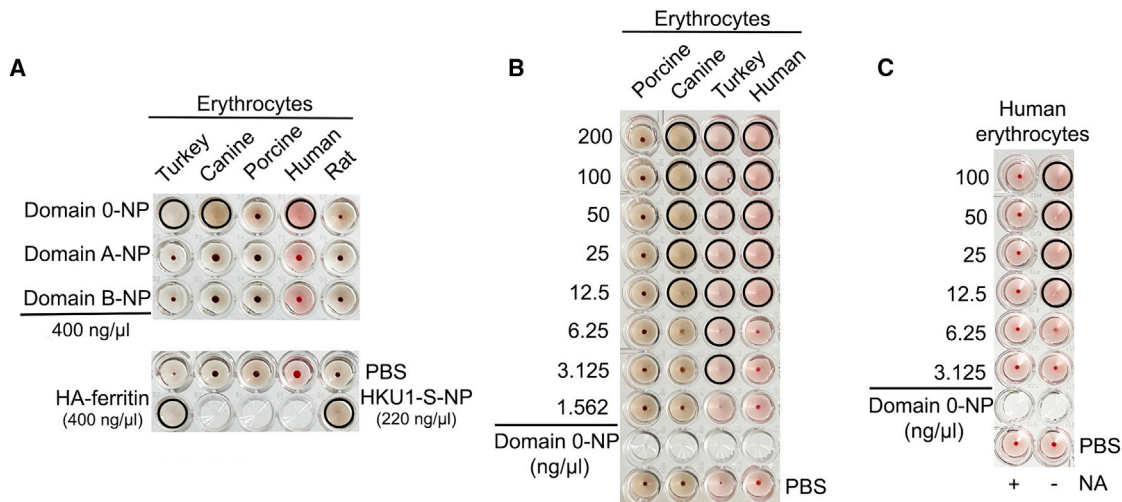 A
Erythrocytes
Turkey
Canine
Porcine
Human
Rat
Domain 0-NP
Domain A-NP
Domain B-NP
400 ng/µl
PBS
HA-ferritin
(400 ng/µl)
HKU1-S-NP
(220 ng/µl)
B
Erythrocytes
Porcine
Canine
Turkey
Human
200
100
50
25
12.5
6.25
3.125
1.562
Domain 0-NP
(ng/µl)
PBS
C
Human
erythrocytes
100
50
25
12.5
6.25
3.125
Domain 0-NP
(ng/µl)
PBS
+ - NA